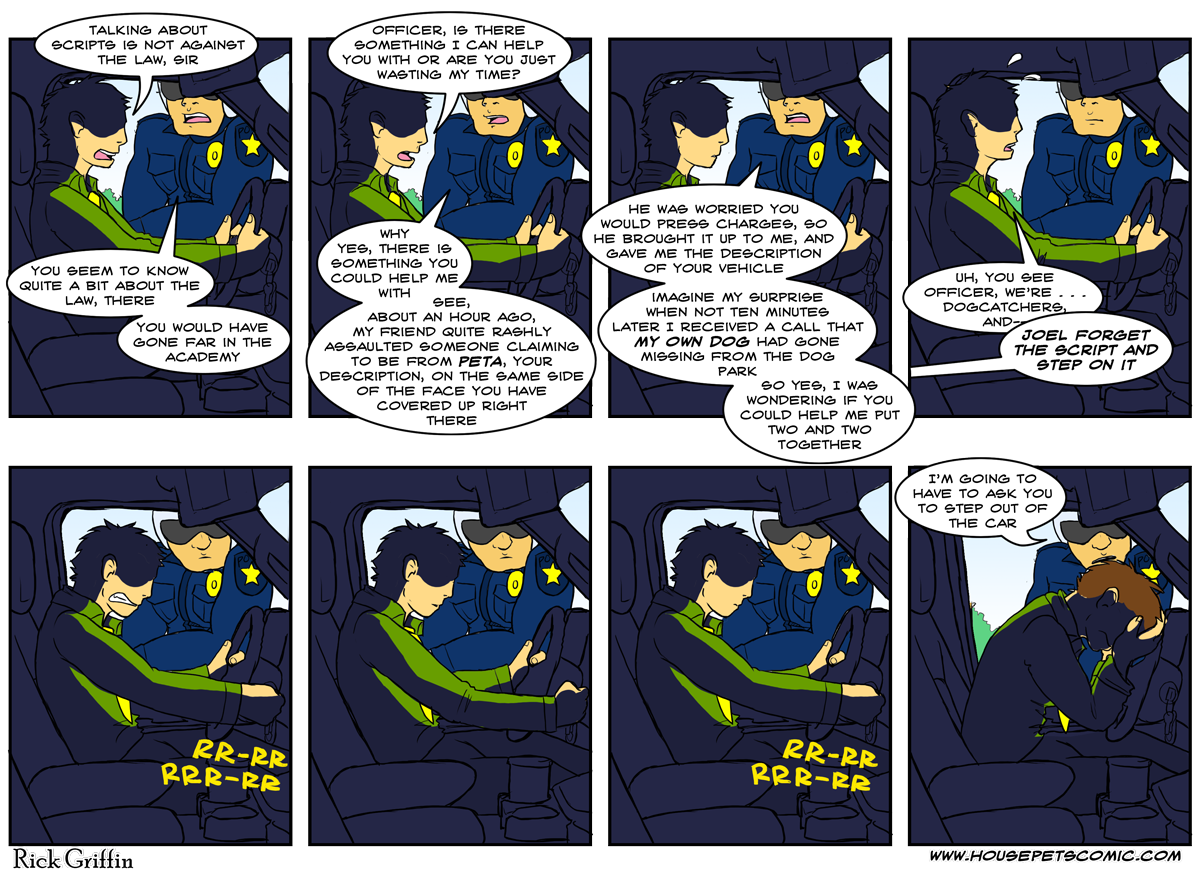 TALKING ABOUT
SCRIPTS IS NOT AGAINST
THE LAW, SIR
YOU SEEM TO KNOW
QUITE A BIT ABOUT THE
LAW, THERE
YOU WOULD HAVE
GONE FAR IN THE
ACADEMY
OFFICER, IS THERE
SOMETHING I CAN HELP
YOU WITH OR ARE YOU JUST
WASTING MY TIME?
WHY
YES, THERE IS
SOMETHING YOU
COULD HELP ME
WITH
SEE,
ABOUT AN HOUR AGO,
MY FRIEND QUITE RASHLY
ASSAULTED SOMEONE CLAIMING
TO BE FROM PETA, YOUR
DESCRIPTION, ON THE SAME SIDE
OF THE FACE YOU HAVE
COVERED UP RIGHT
THERE
HE WAS WORRIED YOU
WOULD PRESS CHARGES, SO
HE BROUGHT IT UP TO ME, AND
GAVE ME THE DESCRIPTION
OF YOUR VEHICLE
IMAGINE MY SURPRISE
WHEN NOT TEN MINUTES
LATER I RECEIVED A CALL THAT
MY OWN DOG HAD GONE
MISSING FROM THE DOG
PARK
SO YES, I WAS
WONDERING IF YOU
COULD HELP ME PUT
TWO AND TWO
TOGETHER
UH, YOU SEE
OFFICER, WE'RE . . .
DOGCATCHERS,
AND--
JOEL FORGET
THE SCRIPT AND
STEP ON IT
RR-RR
RRR-RR
RR-RR
RRR-RR
I'M GOING TO
HAVE TO ASK YOU
TO STEP OUT OF
THE CAR
Rick Griffin
WWW.HOUSEPETSCOMIC.COM